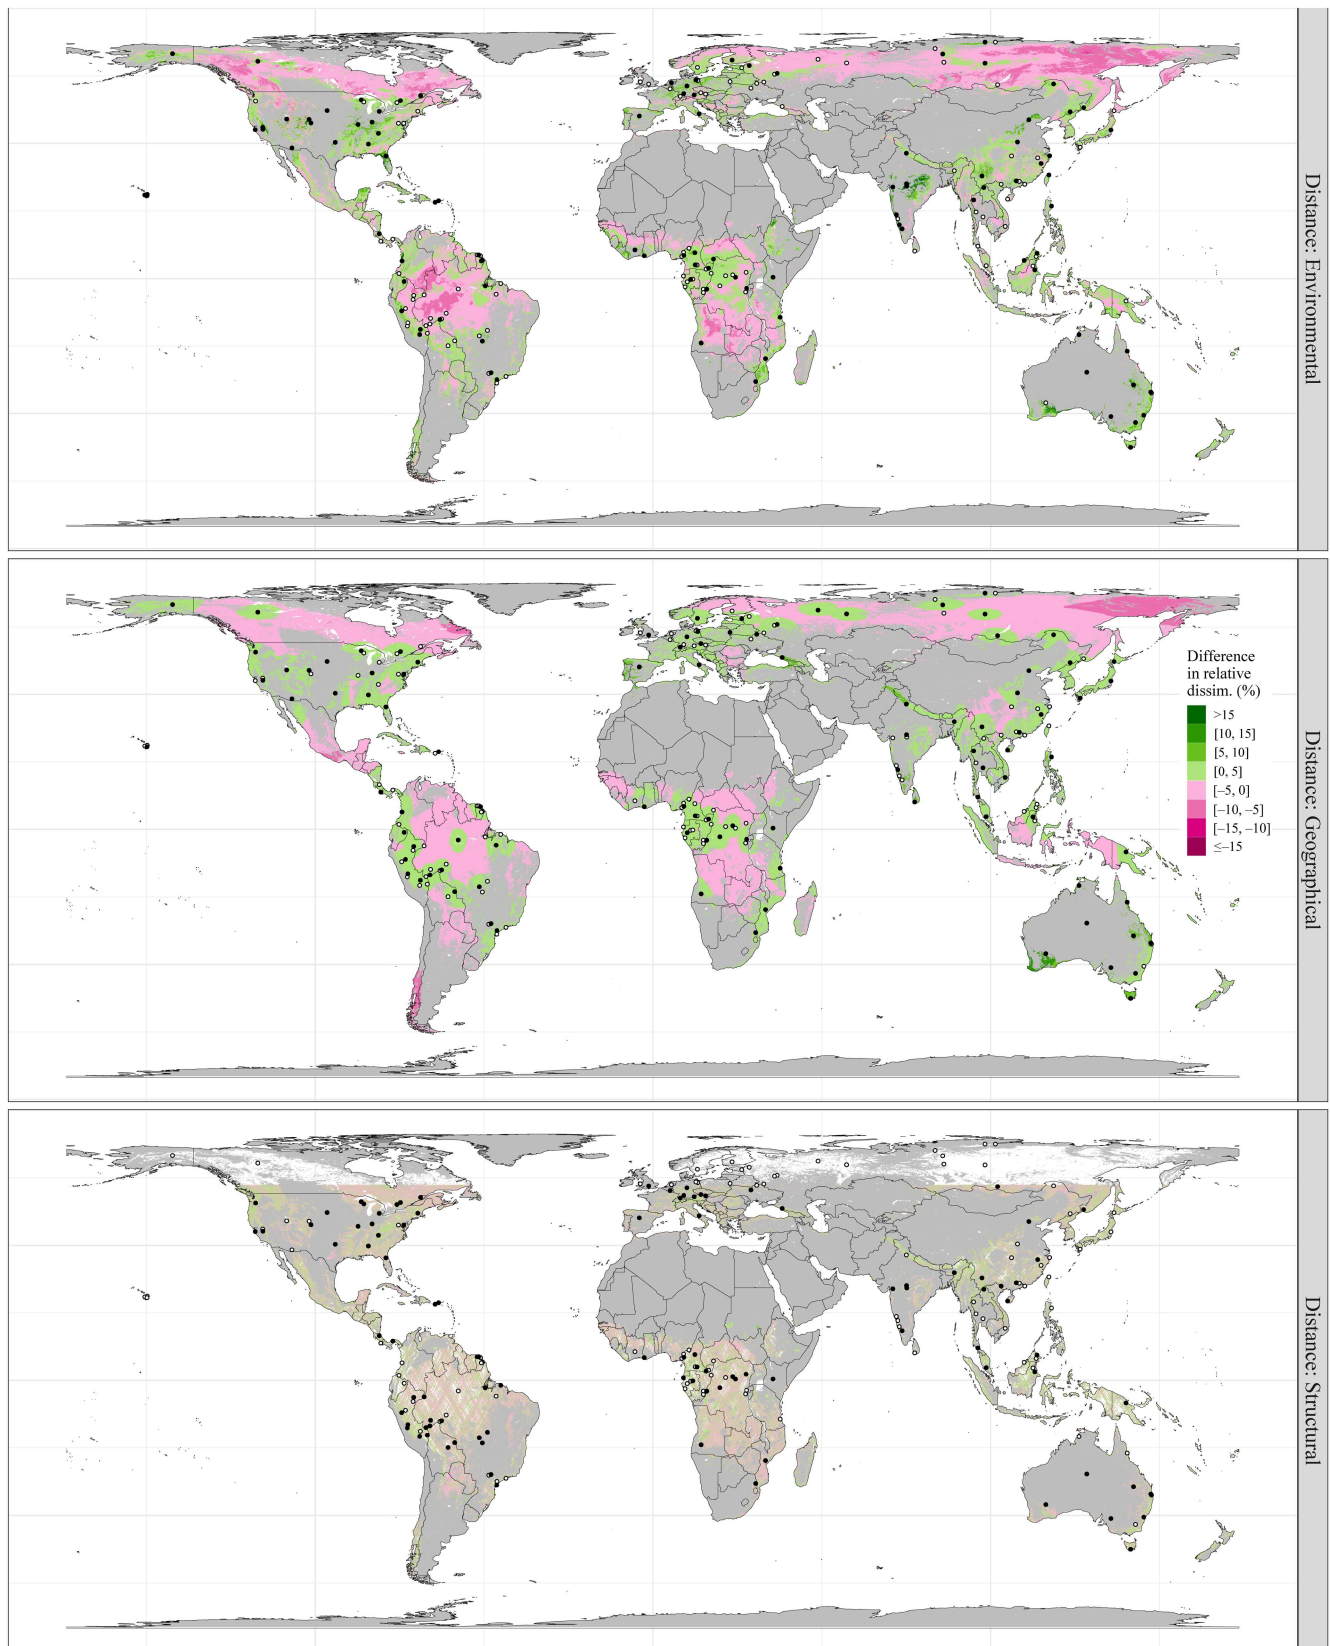 Distance: Environmental
Distance: Geographical
Difference
in relative
dissim. (%)
>15
[10, 15]
[5, 10]
[0, 5]
[−5, 0]
[−10, −5]
[−15, −10]
≤−15
Distance: Structural